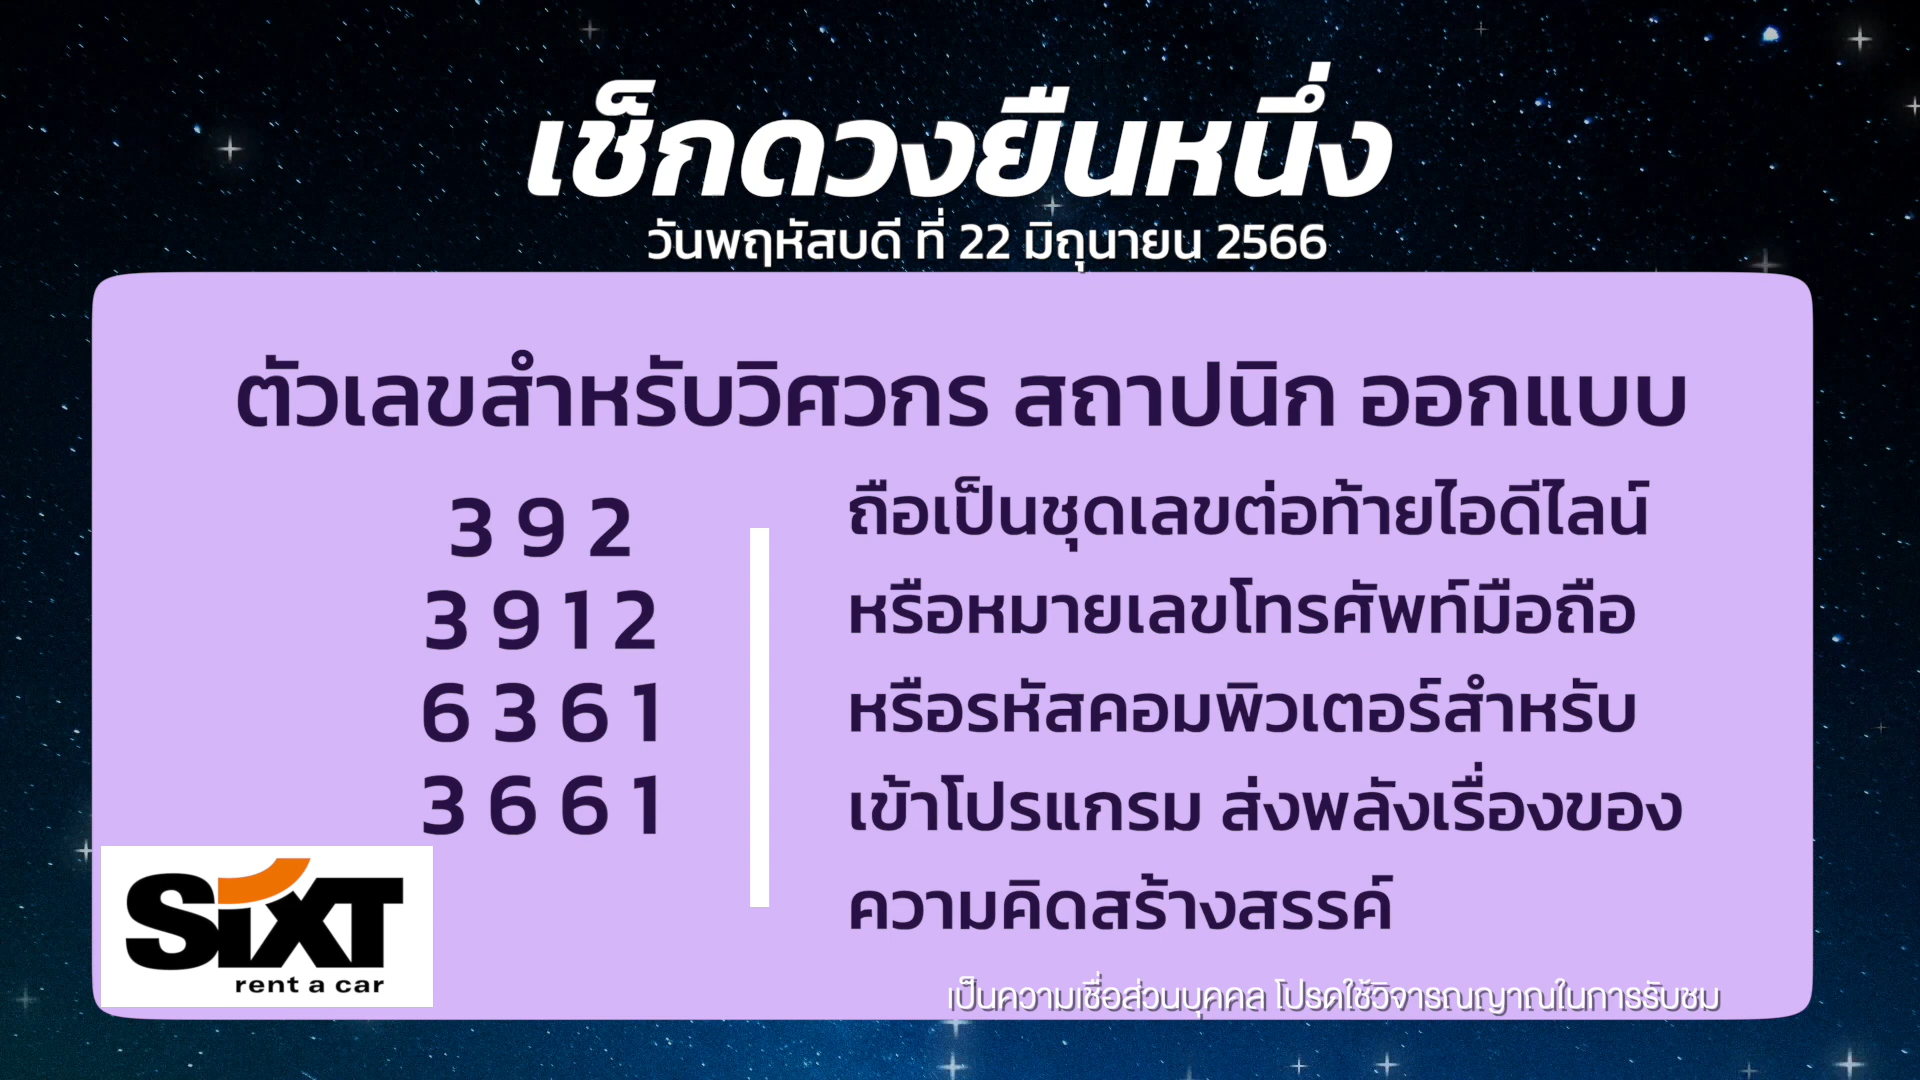 เช็กดวงยืนหนึ่ง
วันพฤหัสบดี ที่ 22 มิถุนายน 2566
ตัวเลขสำหรับวิศวกร สถาปนิก ออกแบบ
3 9 2
3 9 1 2
6 3 6 1
3 6 6 1
ถือเป็นชุดเลขต่อท้ายไอดีไลน์
หรือหมายเลขโทรศัพท์มือถือ
หรือรหัสคอมพิวเตอร์สำหรับ
เข้าโปรแกรม ส่งพลังเรื่องของ
ความคิดสร้างสรรค์
SiXT
rent a car
เป็นความเชื่อส่วนบุคคล โปรดใช้วิจารณญาณในการรับชม